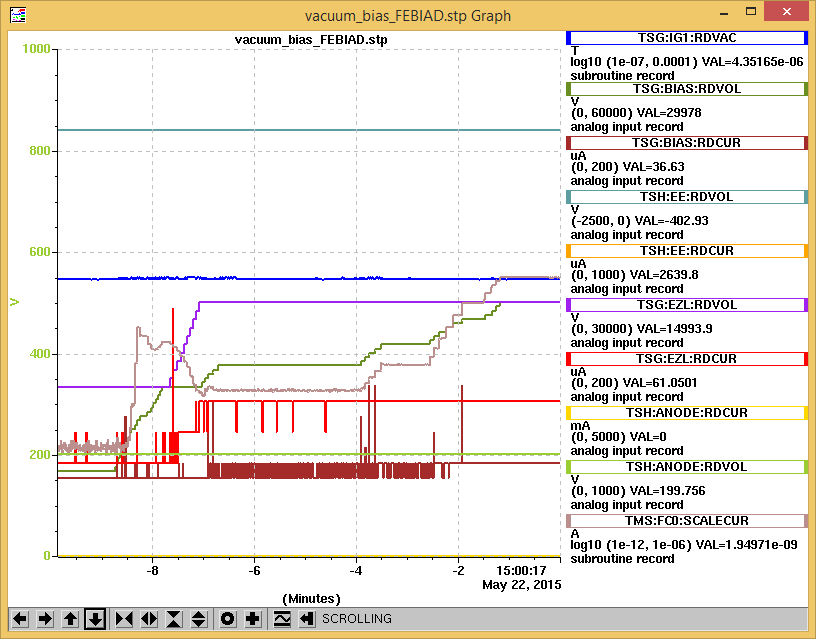 vacuum_bias_FEBIAD.stp Graph
vacuum_bias_FEBIAD.stp
1000
800
600
400
200
0
V
-8
-6
-4
-2
15:00:17
May 22, 2015
(Minutes)
TSG:IG1:RDVAC
T
log10 (1e-07, 0.0001) VAL=4.35165e-06
subroutine record
TSG:BIAS:RDVOL
V
(0, 60000) VAL=29978
analog input record
TSG:BIAS:RDCUR
uA
(0, 200) VAL=36.63
analog input record
TSH:EE:RDVOL
V
(-2500, 0) VAL=-402.93
analog input record
TSH:EE:RDCUR
uA
(0, 1000) VAL=2639.8
analog input record
TSG:EZL:RDVOL
V
(0, 30000) VAL=14993.9
analog input record
TSG:EZL:RDCUR
uA
(0, 200) VAL=61.0501
analog input record
TSH:ANODE:RDCUR
mA
(0, 5000) VAL=0
analog input record
TSH:ANODE:RDVOL
V
(0, 1000) VAL=199.756
analog input record
TMS:FC0:SCALECUR
A
log10 (1e-12, 1e-06) VAL=1.94971e-09
subroutine record
SCROLLING